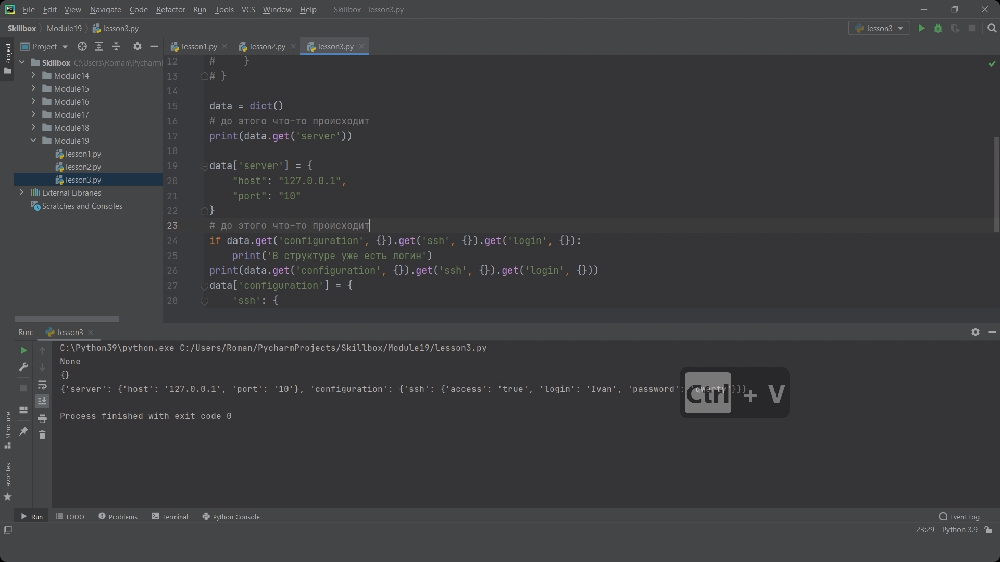 File Edit View Navigate Code Refactor Run Tools VCS Window Help Skillbox - lesson3.py
Skillbox Module19 lesson3.py lesson3
Project
Project lesson1.py lesson2.py lesson3.py
Skillbox C:\Users\Roman\Pycharm
Module14
Module15
Module16
Module17
Module18
Module19
lesson1.py
lesson2.py
lesson3.py
External Libraries
Scratches and Consoles
12 # }
13 # }
14
15 data = dict()
16 # до этого что-то происходит
17 print(data.get('server'))
18
19 data['server'] = {
20 "host": "127.0.0.1",
21 "port": "10"
22 }
23 # до этого что-то происходит
24 if data.get('configuration', {}).get('ssh', {}).get('login', {}):
25 print('В структуре уже есть логин')
26 print(data.get('configuration', {}).get('ssh', {}).get('login', {}))
27 data['configuration'] = {
28 'ssh': {
Run: lesson3
C:\Python39\python.exe C:/Users/Roman/PycharmProjects/Skillbox/Module19/lesson3.py
None
{}
{'server': {'host': '127.0.0.1', 'port': '10'}, 'configuration': {'ssh': {'access': 'true', 'login': 'Ivan', 'password': 'qwerty'}}}
Ctrl + V
Process finished with exit code 0
Structure
Favorites
Run TODO Problems Terminal Python Console Event Log
23:29 Python 3.9